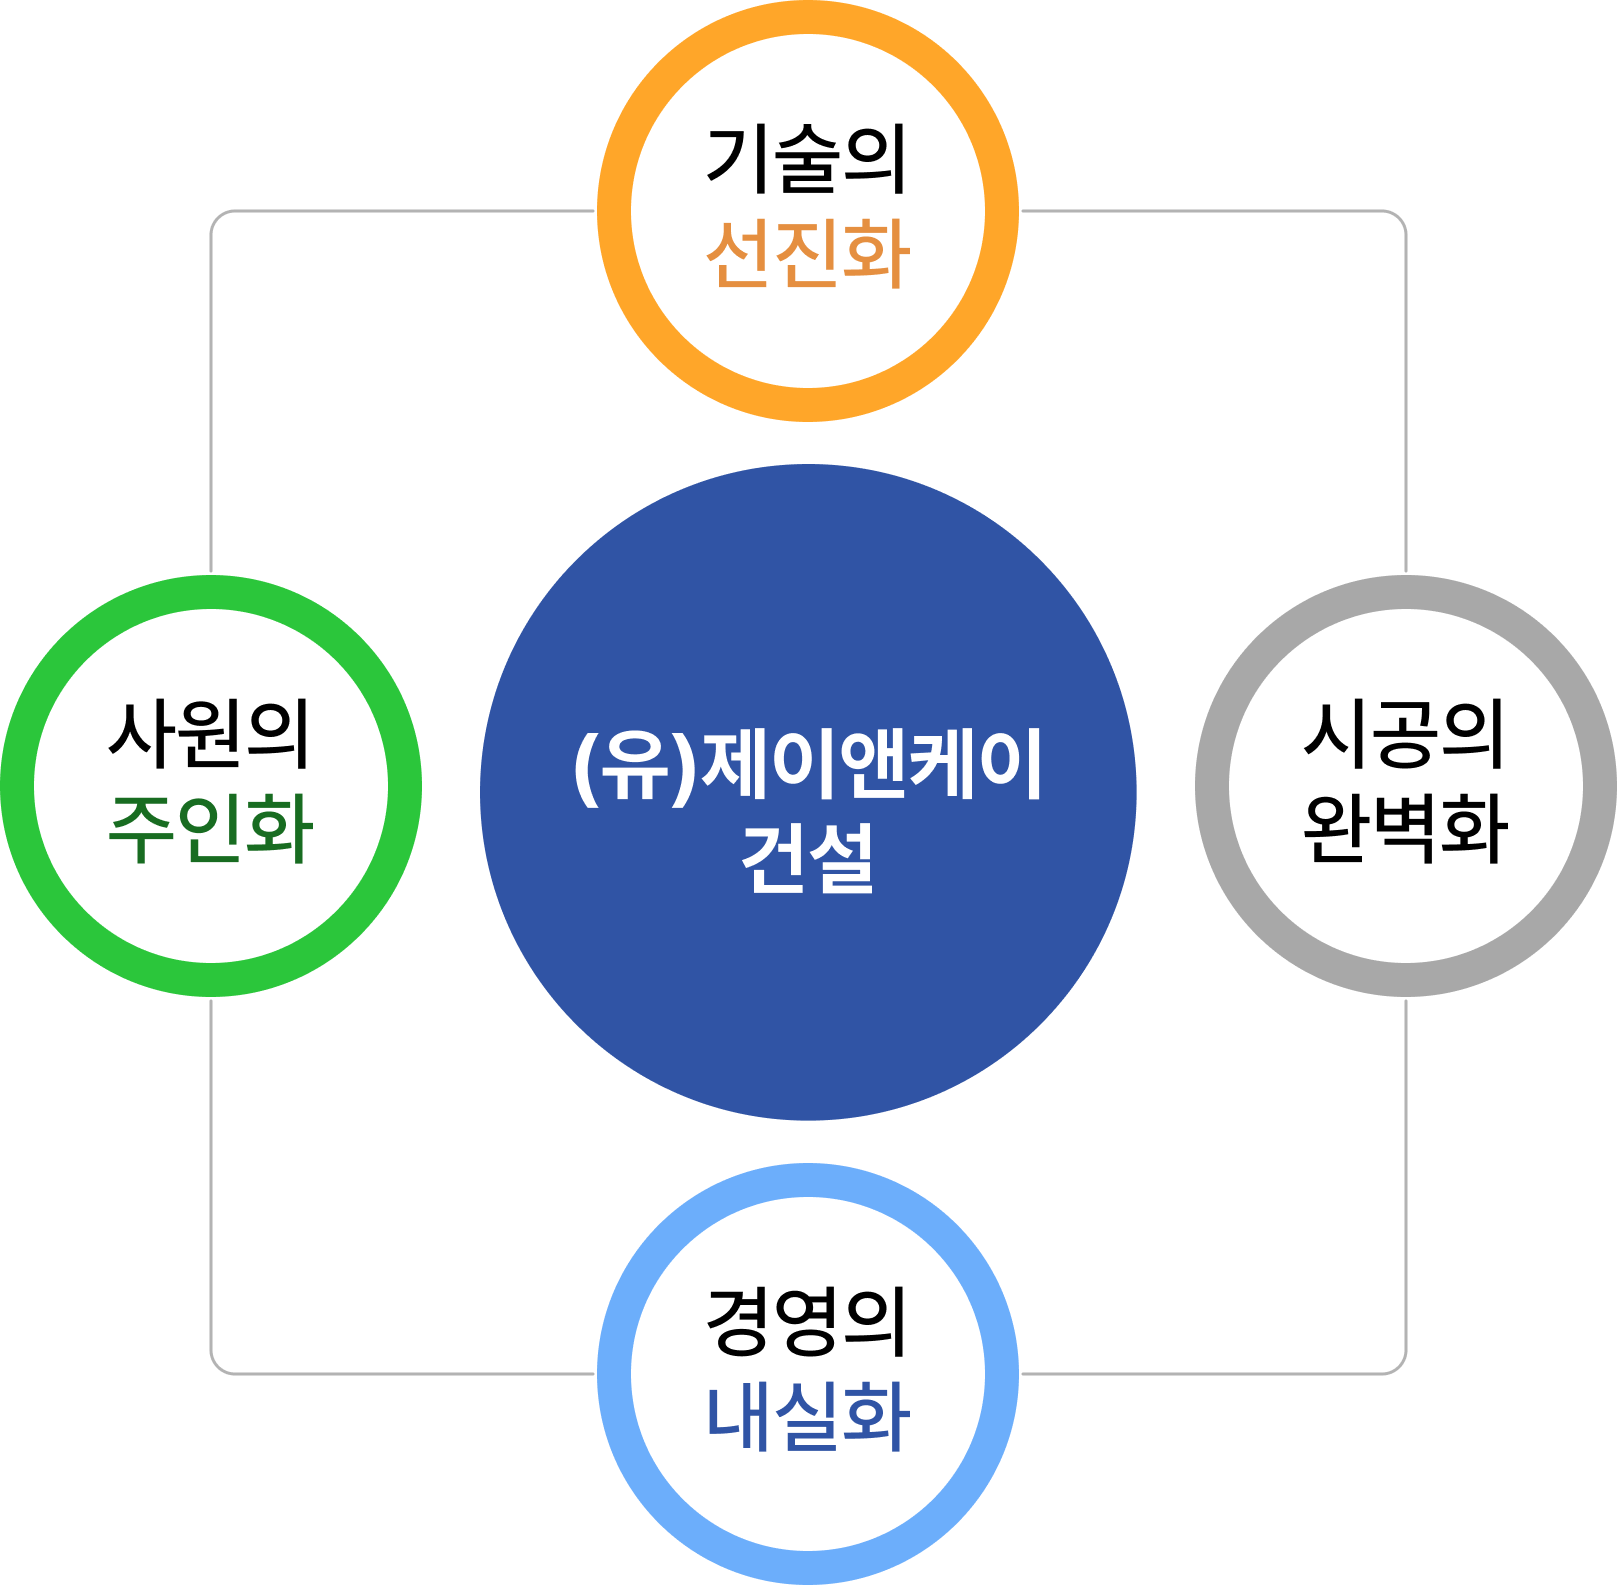 기술의
선진화
사원의
주인화
(유)제이앤케이
건설
시공의
완벽화
경영의
내실화